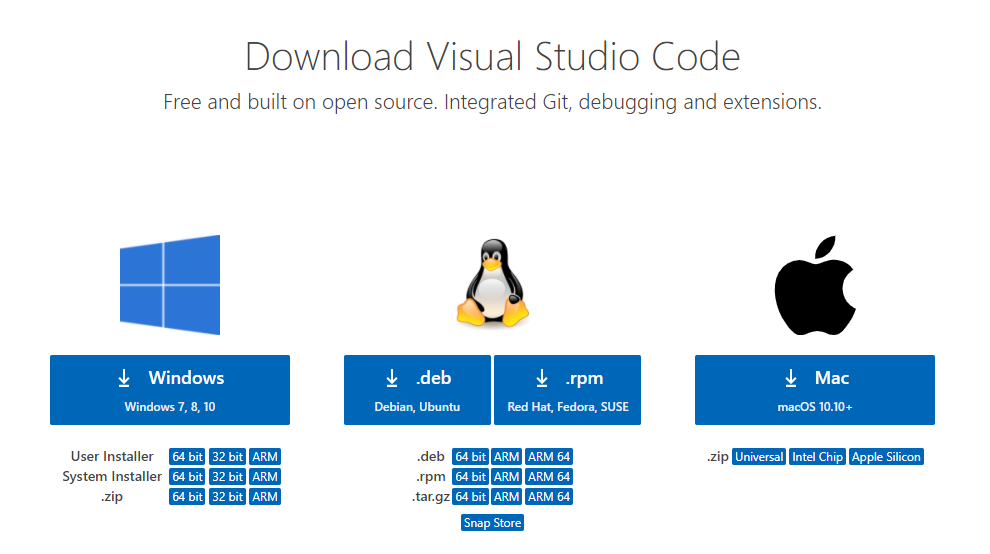 Download Visual Studio Code
Free and built on open source. Integrated Git, debugging and extensions.
Windows
Windows 7, 8, 10
User Installer 64 bit 32 bit ARM
System Installer 64 bit 32 bit ARM
.zip 64 bit 32 bit ARM
.deb
Debian, Ubuntu
.rpm
Red Hat, Fedora, SUSE
.deb 64 bit ARM ARM 64
.rpm 64 bit ARM ARM 64
.tar.gz 64 bit ARM ARM 64
Snap Store
Mac
macOS 10.10+
.zip Universal Intel Chip Apple Silicon